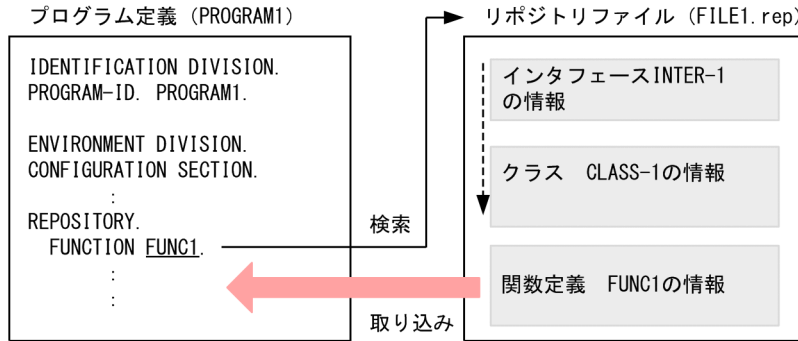 プログラム定義（PROGRAM1）
IDENTIFICATION DIVISION.
PROGRAM-ID. PROGRAM1.
ENVIRONMENT DIVISION.
CONFIGURATION SECTION.
:
REPOSITORY.
FUNCTION FUNC1.
:
:
検索
取り込み
リポジトリファイル（FILE1.rep）
インタフェースINTER-1
の情報
クラス　CLASS-1の情報
関数定義　FUNC1の情報